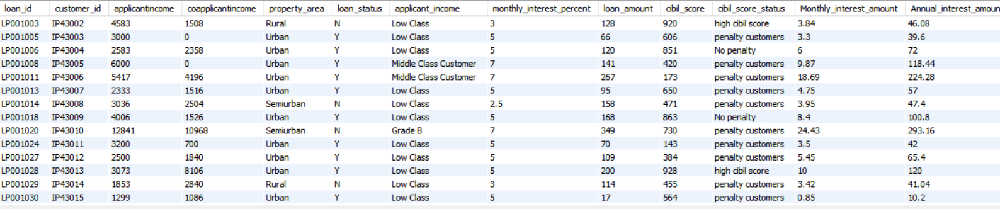 loan_id customer_id applicantincome coapplicantincome property_area loan_status applicant_income monthly_interest_percent loan_amount cibil_score cibil_score_status Monthly_interest_amount Annual_interest_amoun
LP001003 IP43002 4583 1508 Rural N Low Class 3 128 920 high cibil score 3.84 46.08
LP001005 IP43003 3000 0 Urban Y Low Class 5 66 606 penalty customers 3.3 39.6
LP001006 IP43004 2583 2358 Urban Y Low Class 5 120 851 No penalty 6 72
LP001008 IP43005 6000 0 Urban Y Middle Class Customer 7 141 420 penalty customers 9.87 118.44
LP001011 IP43006 5417 4196 Urban Y Middle Class Customer 7 267 173 penalty customers 18.69 224.28
LP001013 IP43007 2333 1516 Urban Y Low Class 5 95 650 penalty customers 4.75 57
LP001014 IP43008 3036 2504 Semiurban N Low Class 2.5 158 471 penalty customers 3.95 47.4
LP001018 IP43009 4006 1526 Urban Y Low Class 5 168 863 No penalty 8.4 100.8
LP001020 IP43010 12841 10968 Semiurban N Grade B 7 349 730 penalty customers 24.43 293.16
LP001024 IP43011 3200 700 Urban Y Low Class 5 70 143 penalty customers 3.5 42
LP001027 IP43012 2500 1840 Urban Y Low Class 5 109 384 penalty customers 5.45 65.4
LP001028 IP43013 3073 8106 Urban Y Low Class 5 200 928 high cibil score 10 120
LP001029 IP43014 1853 2840 Rural N Low Class 3 114 455 penalty customers 3.42 41.04
LP001030 IP43015 1299 1086 Urban Y Low Class 5 17 564 penalty customers 0.85 10.2